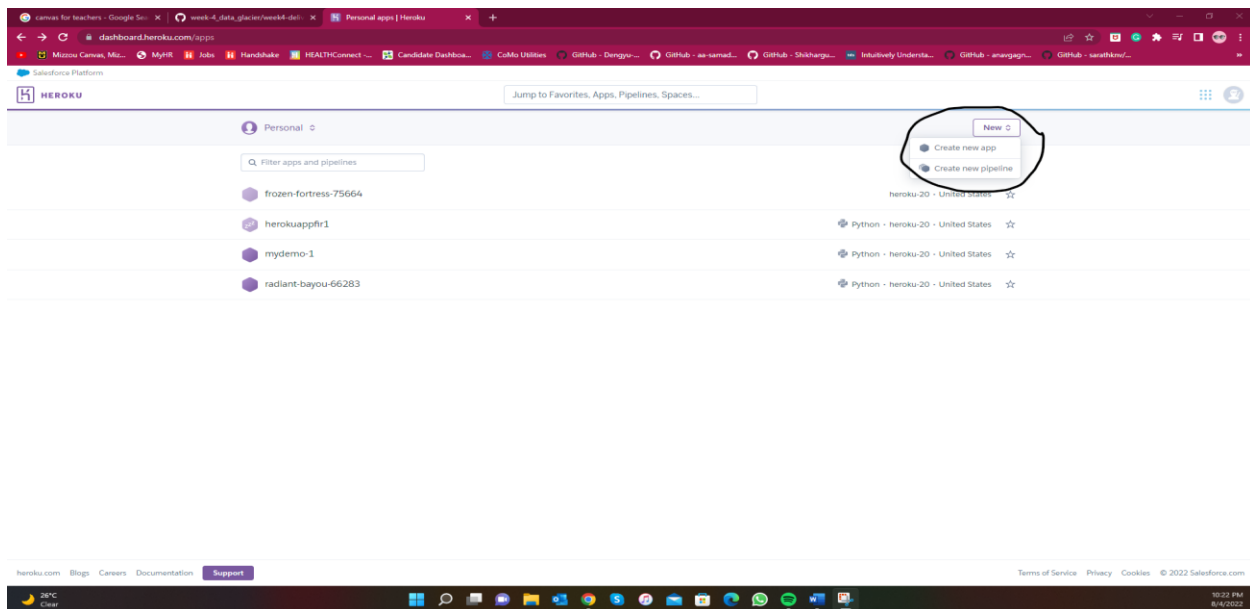 canvas for teachers - Google Sea
week-4_data_glacier/week4-deliv
Personal apps | Heroku
dashboard.heroku.com/apps
Mizzou Canvas, Miz...
MyHR
Jobs
Handshake
HEALTHConnect -...
Candidate Dashboa...
CoMo Utilities
GitHub - Dengyu-...
GitHub - aa-samad...
GitHub - Shikhargu...
Intuitively Understa...
GitHub - anavgagn...
GitHub - sarathknv/...
Salesforce Platform
HEROKU
Jump to Favorites, Apps, Pipelines, Spaces...
Personal
New
Create new app
Create new pipeline
Filter apps and pipelines
frozen-fortress-75664
heroku-20 · United States
herokuappfir1
Python · heroku-20 · United States
mydemo-1
Python · heroku-20 · United States
radiant-bayou-66283
Python · heroku-20 · United States
heroku.com Blogs Careers Documentation Support
Terms of Service Privacy Cookies © 2022 Salesforce.com
26°C
Clear
10:22 PM
8/4/2022